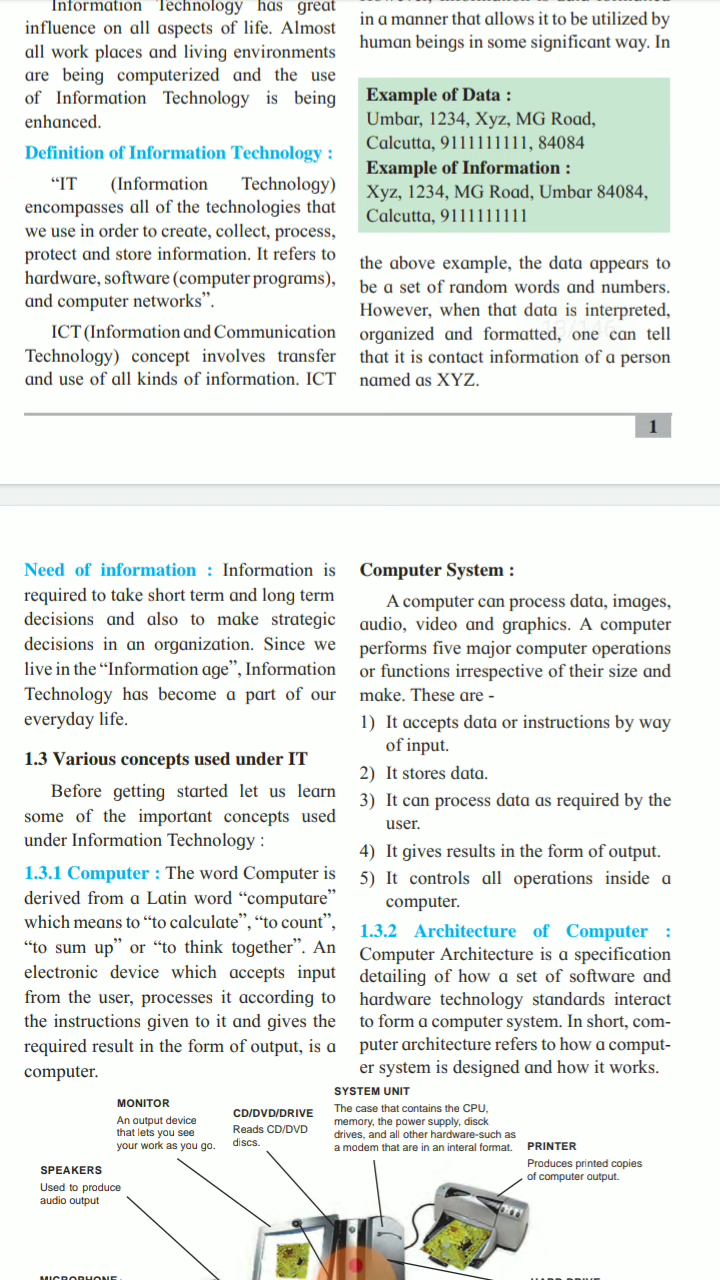 Information Technology has great
influence on all aspects of life. Almost
all work places and living environments
are being computerized and the use
of Information Technology is being
enhanced.
Definition of Information Technology :
“IT (Information Technology)
encompasses all of the technologies that
we use in order to create, collect, process,
protect and store information. It refers to
hardware, software (computer programs),
and computer networks”.
ICT (Information and Communication
Technology) concept involves transfer
and use of all kinds of information. ICT
in a manner that allows it to be utilized by
human beings in some significant way. In
Example of Data :
Umbar, 1234, Xyz, MG Road,
Calcutta, 9111111111, 84084
Example of Information :
Xyz, 1234, MG Road, Umbar 84084,
Calcutta, 9111111111
the above example, the data appears to
be a set of random words and numbers.
However, when that data is interpreted,
organized and formatted, one can tell
that it is contact information of a person
named as XYZ.
1
Need of information : Information is
required to take short term and long term
decisions and also to make strategic
decisions in an organization. Since we
live in the “Information age”, Information
Technology has become a part of our
everyday life.
1.3 Various concepts used under IT
Before getting started let us learn
some of the important concepts used
under Information Technology :
1.3.1 Computer : The word Computer is
derived from a Latin word “computare”
which means to “to calculate”, “to count”,
“to sum up” or “to think together”. An
electronic device which accepts input
from the user, processes it according to
the instructions given to it and gives the
required result in the form of output, is a
computer.
Computer System :
A computer can process data, images,
audio, video and graphics. A computer
performs five major computer operations
or functions irrespective of their size and
make. These are -
1) It accepts data or instructions by way
of input.
2) It stores data.
3) It can process data as required by the
user.
4) It gives results in the form of output.
5) It controls all operations inside a
computer.
1.3.2 Architecture of Computer :
Computer Architecture is a specification
detailing of how a set of software and
hardware technology standards interact
to form a computer system. In short, com-
puter architecture refers to how a comput-
er system is designed and how it works.
MONITOR
An output device
that lets you see
your work as you go.
CD/DVD/DRIVE
Reads CD/DVD
discs.
SYSTEM UNIT
The case that contains the CPU,
memory, the power supply, disck
drives, and all other hardware-such as
a modem that are in an interal format.
PRINTER
Produces printed copies
of computer output.
SPEAKERS
Used to produce
audio output